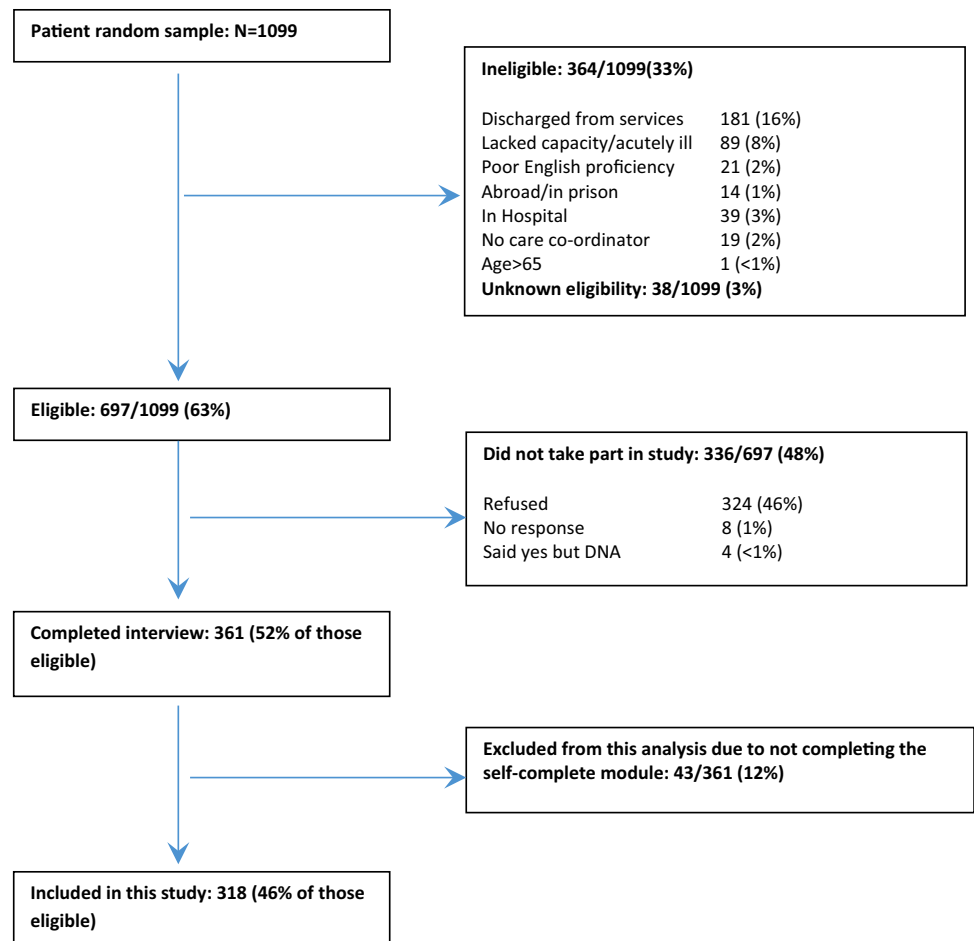 Patient random sample: N=1099
Ineligible: 364/1099(33%)
Discharged from services 181 (16%)
Lacked capacity/acutely ill 89 (8%)
Poor English proficiency 21 (2%)
Abroad/in prison 14 (1%)
In Hospital 39 (3%)
No care co-ordinator 19 (2%)
Age>65 1 (<1%)
Unknown eligibility: 38/1099 (3%)
Eligible: 697/1099 (63%)
Did not take part in study: 336/697 (48%)
Refused 324 (46%)
No response 8 (1%)
Said yes but DNA 4 (<1%)
Completed interview: 361 (52% of those
eligible)
Excluded from this analysis due to not completing the
self-complete module: 43/361 (12%)
Included in this study: 318 (46% of those
eligible)